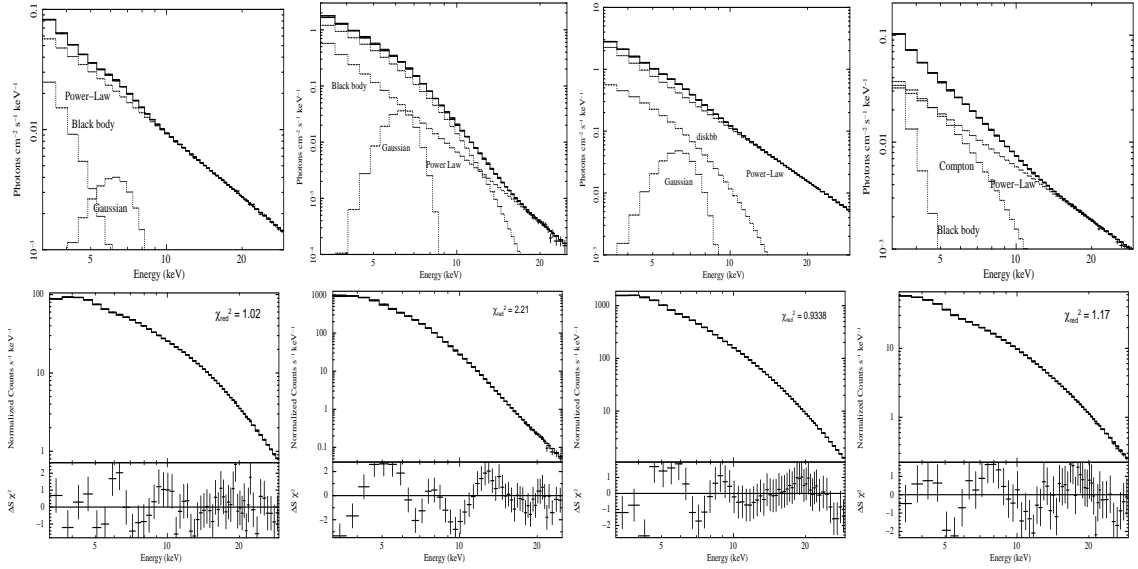 0.1
0.01
10−3
Photons cm−2 s−1 keV−1
Power−Law
Black body
Gaussian
5 10 20
Energy (keV)
1
0.1
0.01
10−3
10−4
Photons cm−2 s−1 keV−1
Black body
Gaussian
Power Law
5 10 20
Energy (keV)
10
1
0.1
0.01
10−3
Photons cm−2 s−1 keV−1
diskbb
Gaussian
Power−Law
5 10 20
Energy (keV)
0.1
0.01
10−3
Photons cm−2 s−1 keV−1
Compton
Power−Law
Black body
5 10 20
Energy (keV)
100
10
1
Normalized Counts s−1 keV−1
χred2 = 1.02
2
1
0
−1
ΔS χ2
5 10 20
Energy (keV)
1000
100
10
1
0.1
Normalized Counts s−1 keV−1
χred2 = 2.21
2
0
−2
ΔS χ2
5 10 20
Energy (keV)
1000
100
10
Normalized Counts s−1 keV−1
χred2 = 0.9338
2
1
0
−1
−2
ΔS χ2
5 10 20
Energy (keV)
10
1
Normalized Counts s−1 keV−1
χred2 = 1.17
2
1
0
−1
ΔS χ2
5 10 20
Energy (keV)